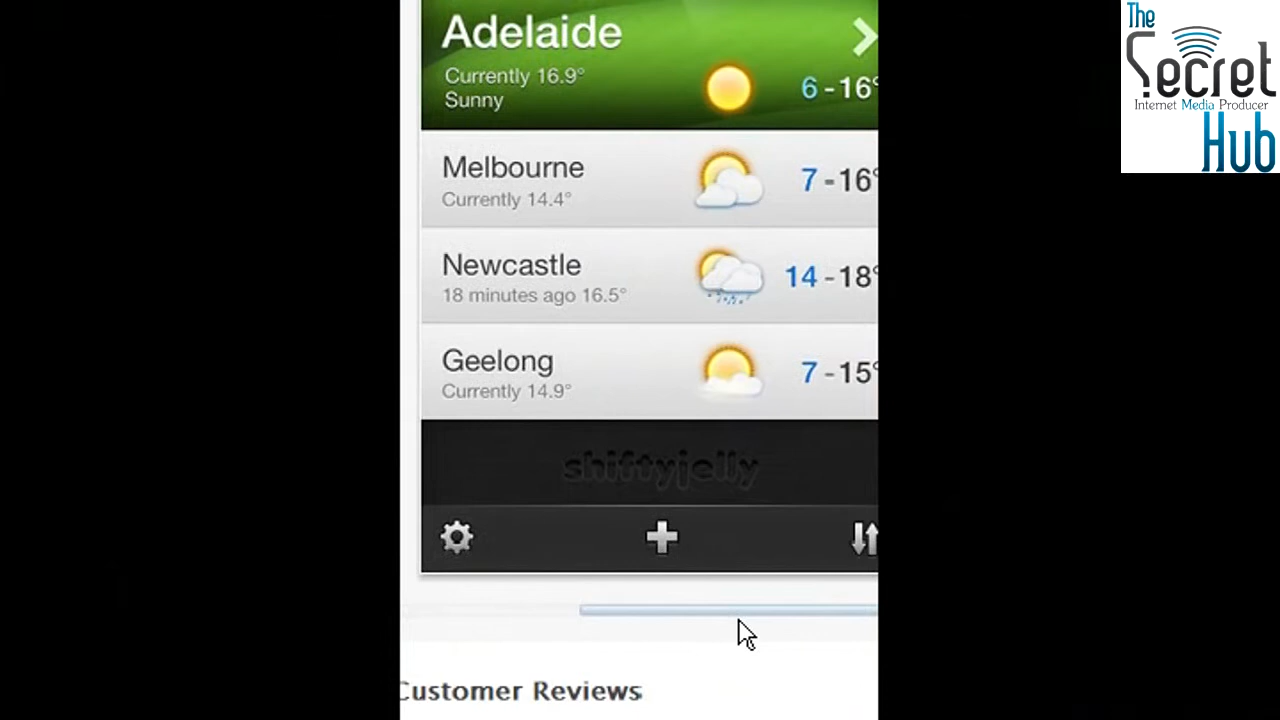 Adelaide
Currently 16.9°
Sunny
6 - 16°
Melbourne
Currently 14.4°
7 - 16°
Newcastle
18 minutes ago 16.5°
14 - 18°
Geelong
Currently 14.9°
7 - 15°
shiftyjelly
Customer Reviews
The
Secret
Internet Media Producer
Hub